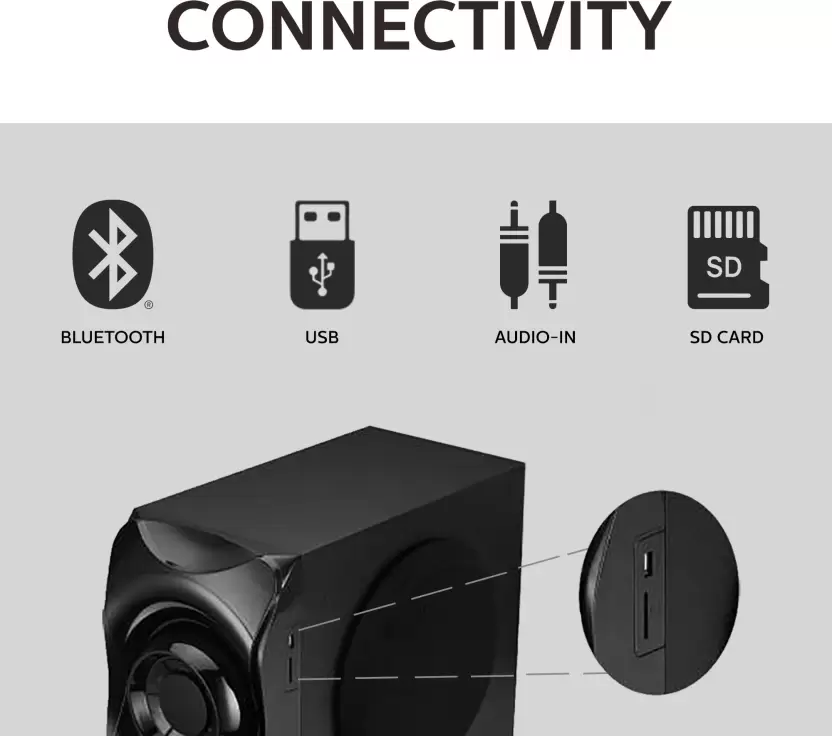 CONNECTIVITY
BLUETOOTH
USB
AUDIO-IN
SD
SD CARD
®